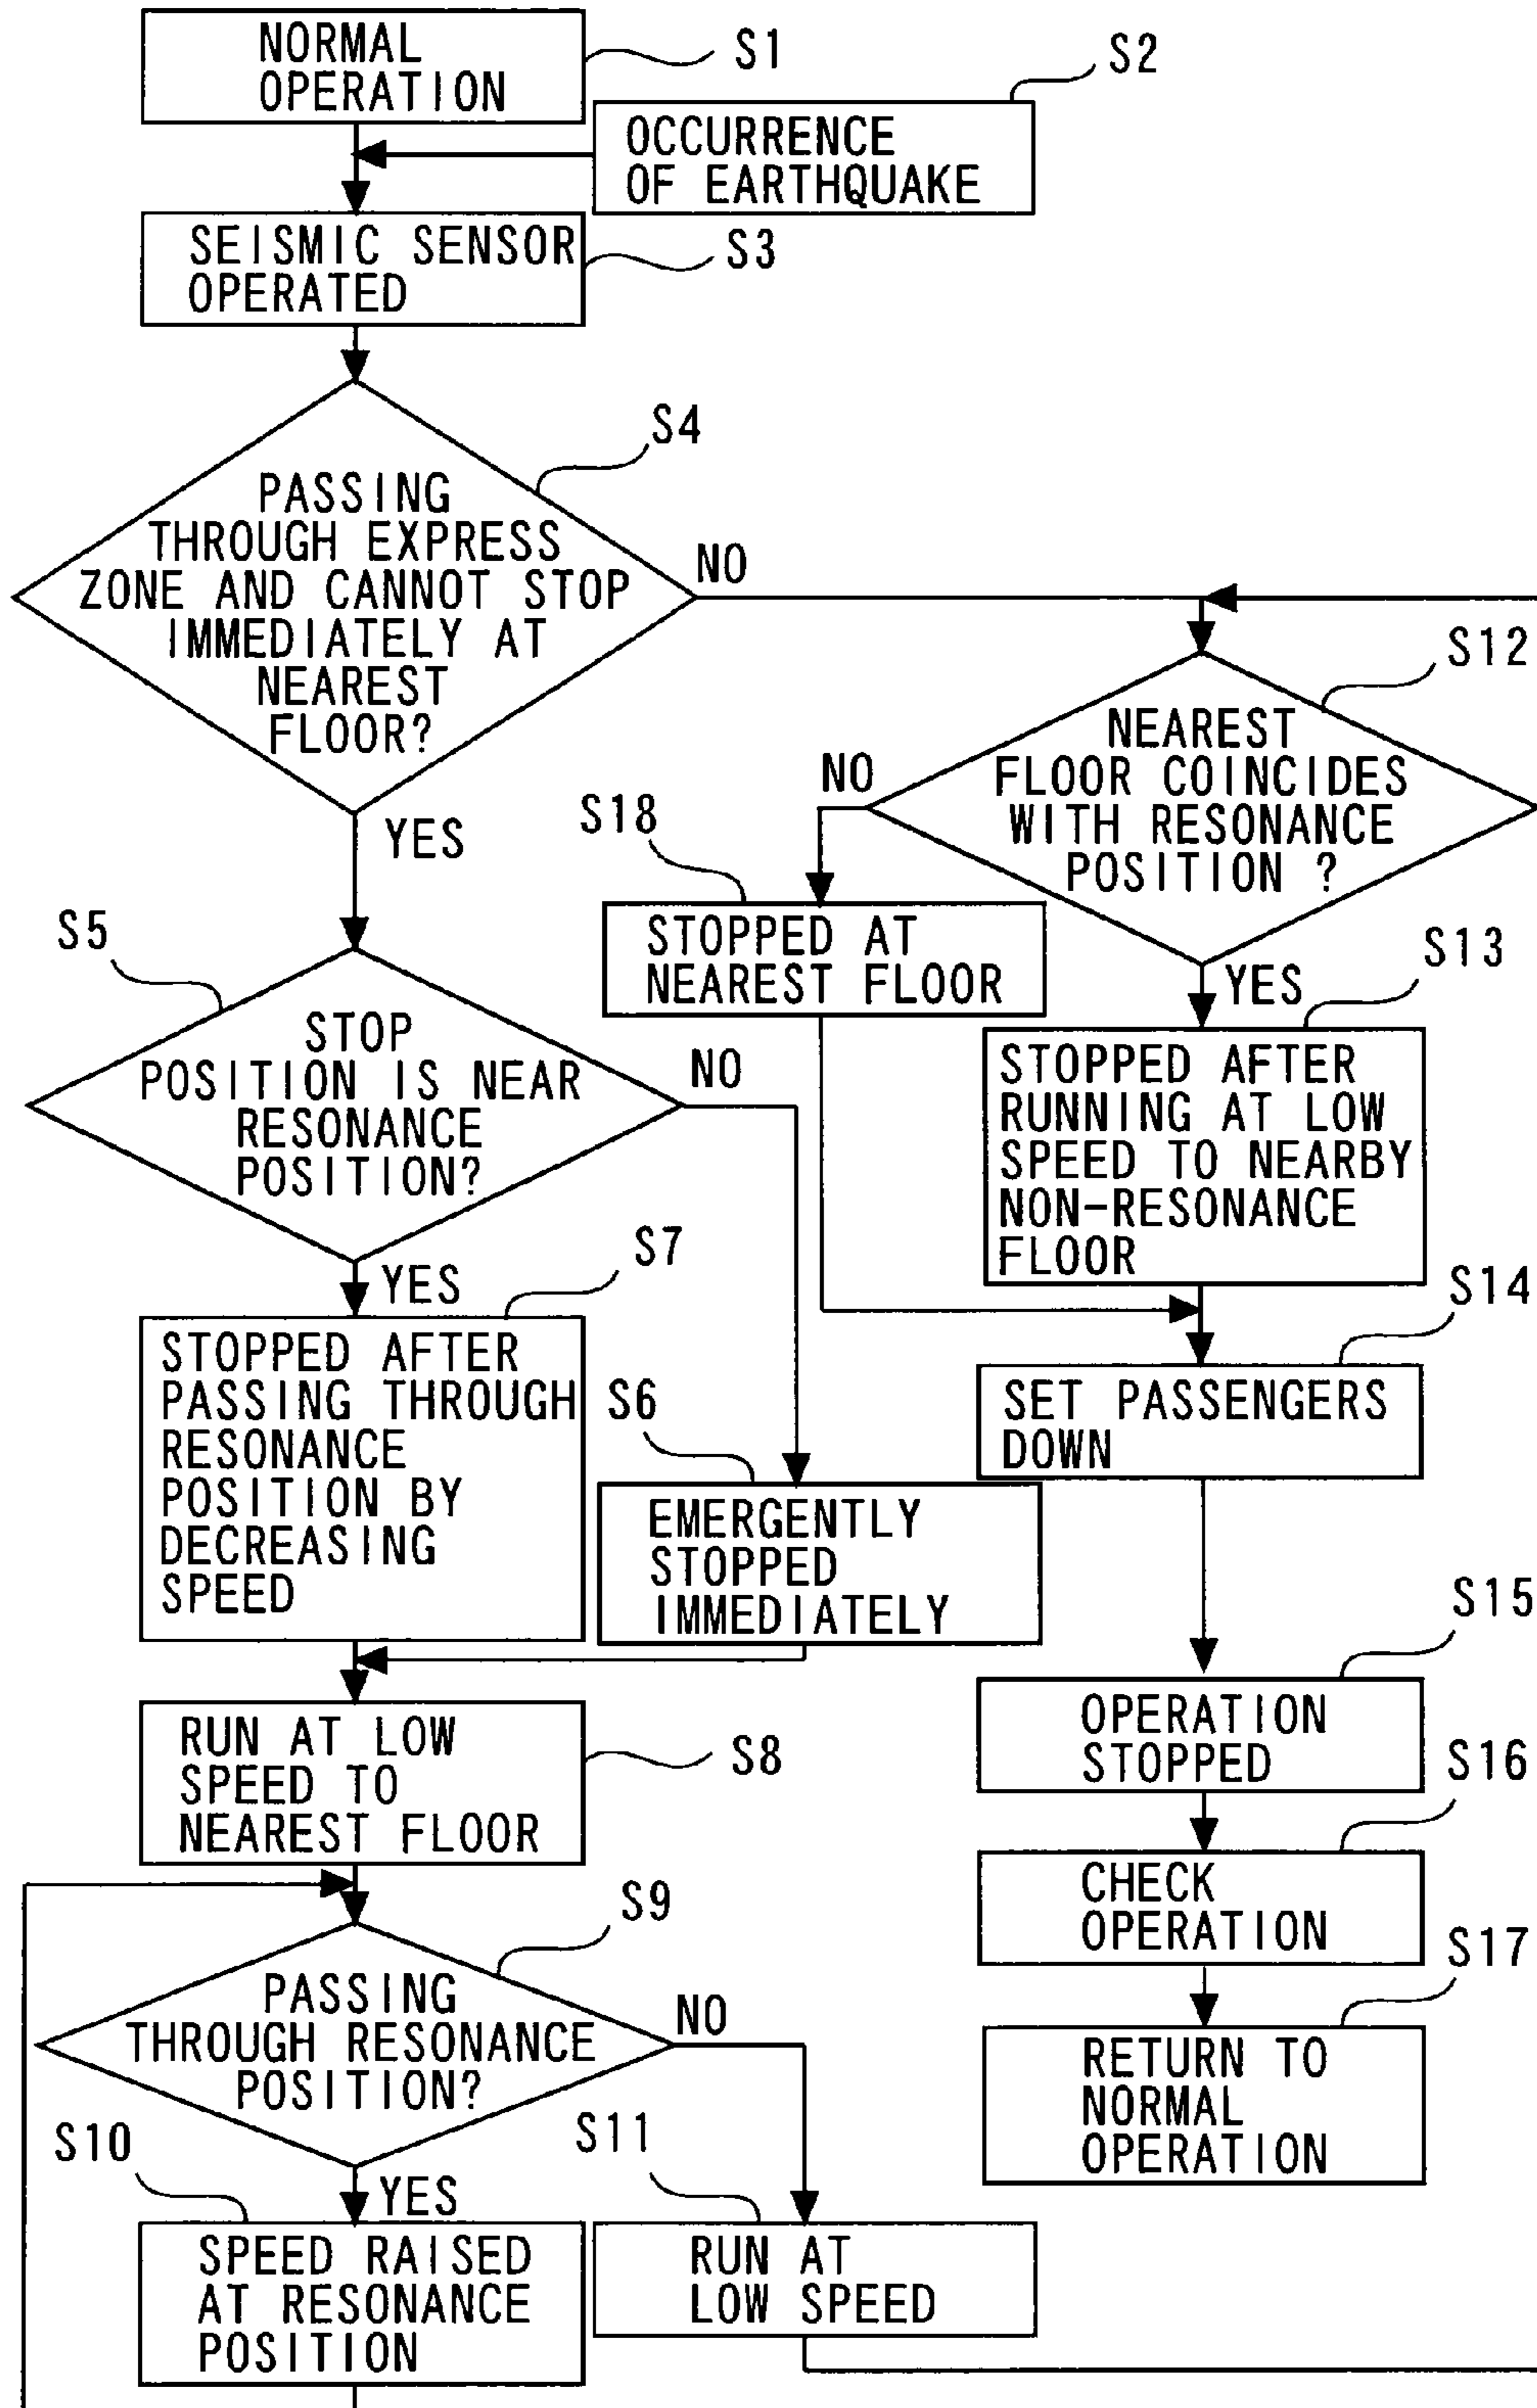 NORMAL
OPERATION
S1
S2
OCCURRENCE
OF EARTHQUAKE
SEISMIC SENSOR
OPERATED
S3
S4
PASSING
THROUGH EXPRESS
ZONE AND CANNOT STOP
IMMEDIATELY AT
NEAREST
FLOOR?
NO
YES
S12
NEAREST
FLOOR COINCIDES
WITH RESONANCE
POSITION ?
NO
YES
S18
STOPPED AT
NEAREST FLOOR
S13
STOPPED AFTER
RUNNING AT LOW
SPEED TO NEARBY
NON-RESONANCE
FLOOR
S5
STOP
POSITION IS NEAR
RESONANCE
POSITION?
NO
YES
S7
STOPPED AFTER
PASSING THROUGH
RESONANCE
POSITION BY
DECREASING
SPEED
S6
EMERGENTLY
STOPPED
IMMEDIATELY
S14
SET PASSENGERS
DOWN
S15
OPERATION
STOPPED
S8
RUN AT LOW
SPEED TO
NEAREST FLOOR
S16
CHECK
OPERATION
S9
PASSING
THROUGH RESONANCE
POSITION?
NO
YES
S17
RETURN TO
NORMAL
OPERATION
S10
SPEED RAISED
AT RESONANCE
POSITION
S11
RUN AT
LOW SPEED